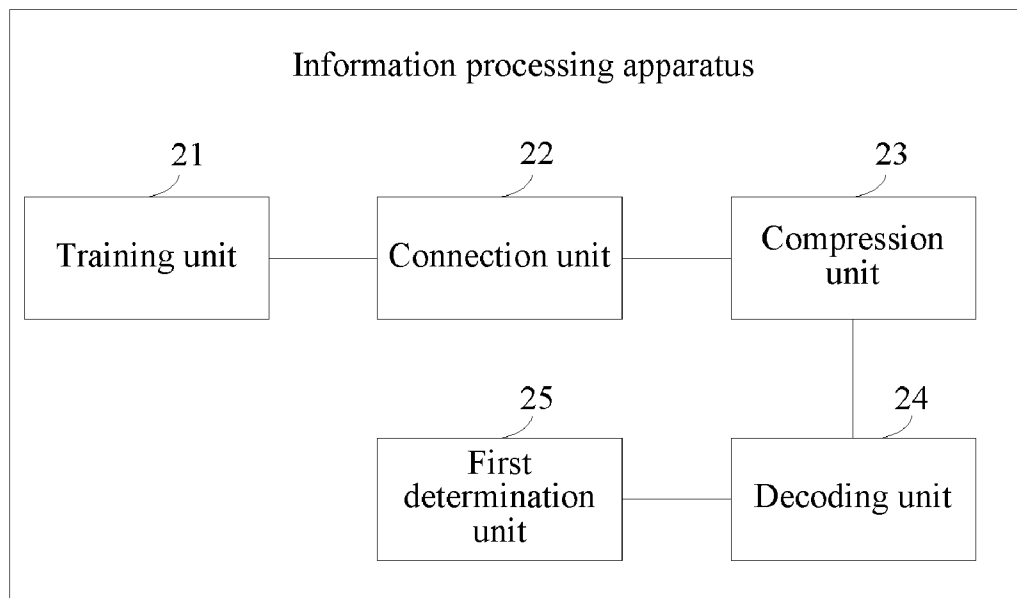 Information processing apparatus
21
22
23
Training unit
Connection unit
Compression
unit
25
24
First
determination
unit
Decoding unit